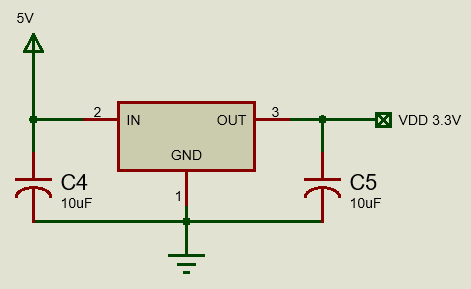 5V
2
IN
OUT
3
VDD 3.3V
GND
1
C4
10uF
C5
10uF